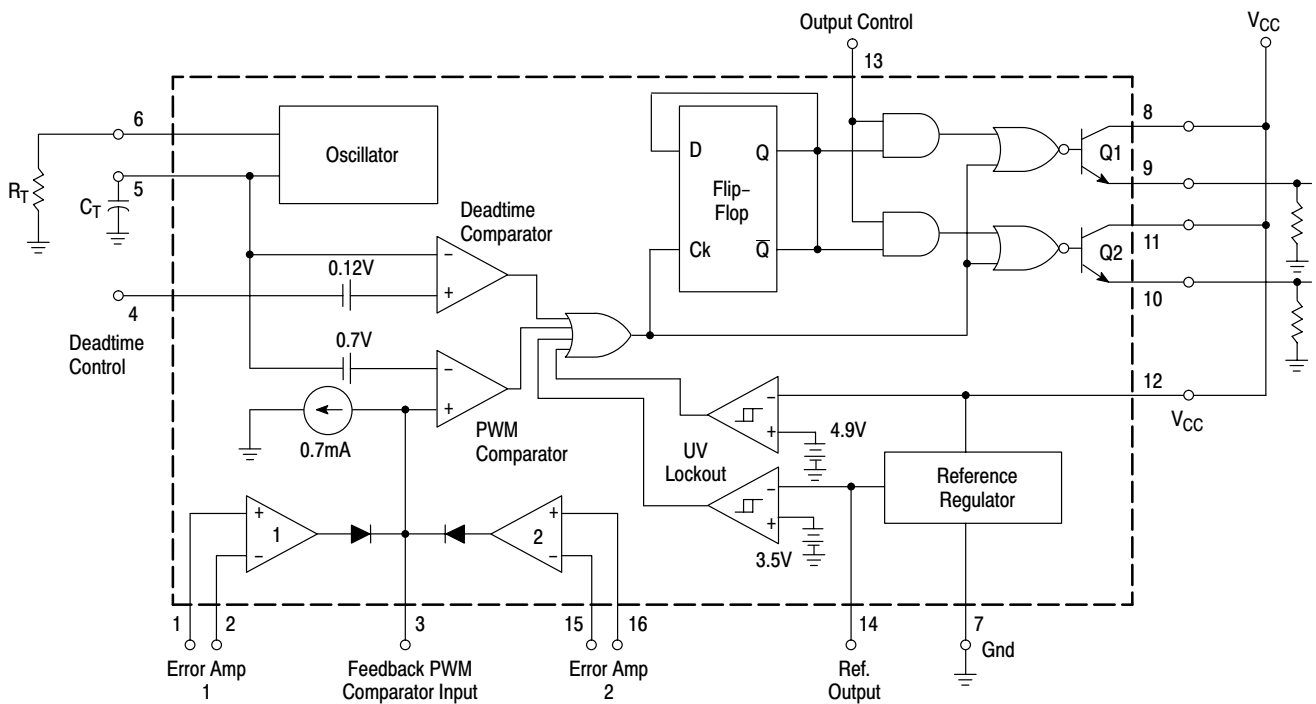 Output Control
13
VCC
6
Oscillator
RT
5
CT
D
Q
Flip-
Flop
Ck
Q
8
Q1
9
11
Q2
10
Deadtime
Comparator
0.12V
4
Deadtime
Control
0.7V
0.7mA
PWM
Comparator
UV
Lockout
4.9V
3.5V
12
VCC
Reference
Regulator
+
–
1
+
–
2
–
+
–
+
–
+
–
+
1
2
3
15
16
14
7
Gnd
Error Amp
1
Feedback PWM
Comparator Input
Error Amp
2
Ref.
Output